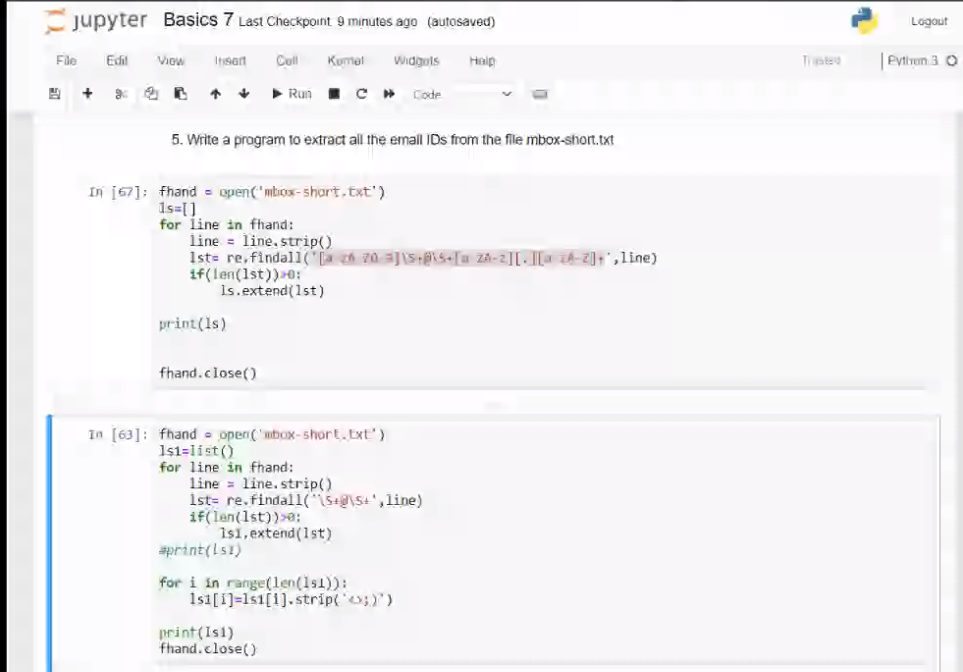 jupyter Basics 7 Last Checkpoint 9 minutes ago (autosaved) Logout
File Edit View Insert Cell Kernel Widgets Help Trusted Python 3
Run Code
5. Write a program to extract all the email IDs from the file mbox-short.txt
In [67]: fhand = open('mbox-short.txt')
ls=[]
for line in fhand:
line = line.strip()
lst= re.findall(',line)
if(len(lst))>0:
ls.extend(lst)
print(ls)
fhand.close()
In [63]: fhand = open('mbox-short.txt')
ls1=list()
for line in fhand:
line = line.strip()
lst= re.findall('\S+@\S+',line)
if(len(lst))>0:
ls1.extend(lst)
#print(ls1)
for i in range(len(ls1)):
ls1[i]=ls1[i].strip('<>;)')
print(ls1)
fhand.close()